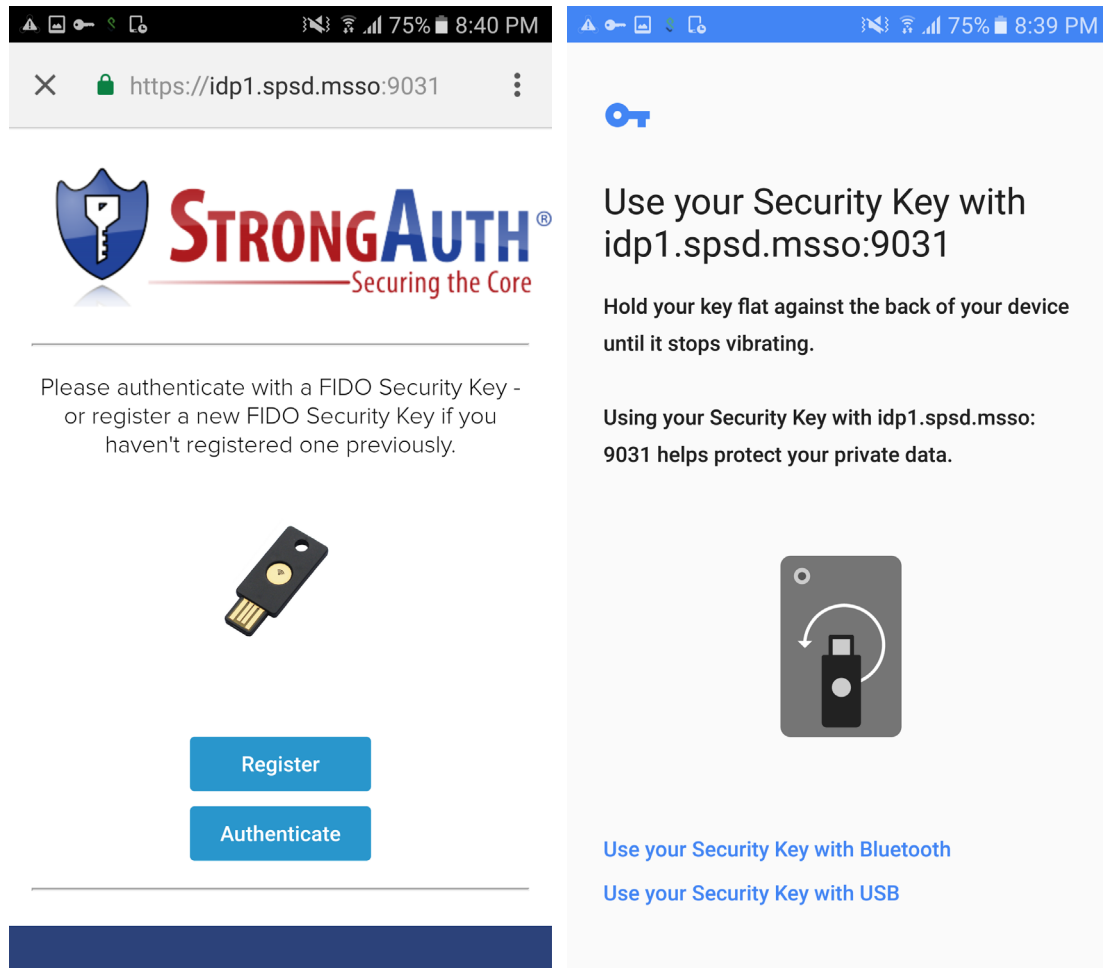 75% 8:40 PM
https://idp1.spsd.msso:9031
STRONGAUTH®
Securing the Core
Please authenticate with a FIDO Security Key -
or register a new FIDO Security Key if you
haven't registered one previously.
Register
Authenticate
75% 8:39 PM
Use your Security Key with
idp1.spsd.msso:9031
Hold your key flat against the back of your device
until it stops vibrating.
Using your Security Key with idp1.spsd.msso:
9031 helps protect your private data.
Use your Security Key with Bluetooth
Use your Security Key with USB